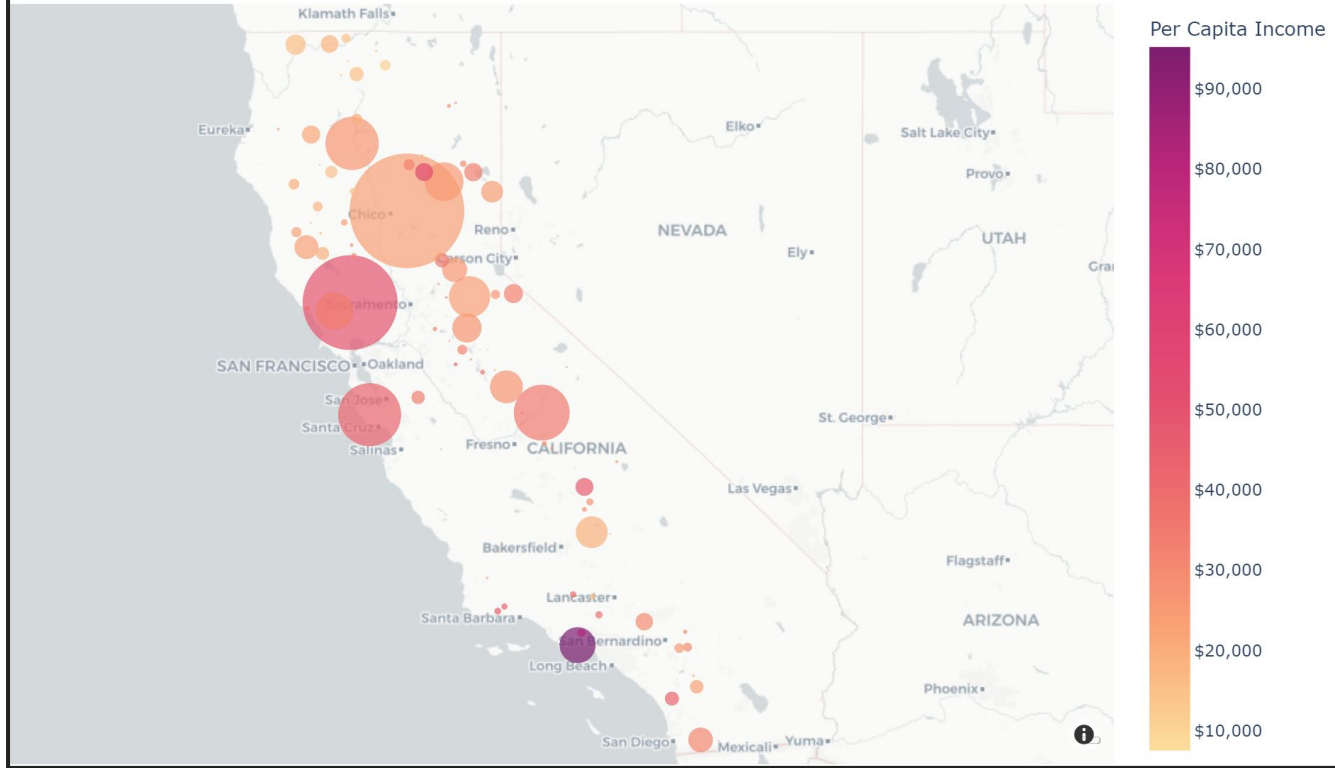 Klamath Falls
Per Capita Income
$90,000
Eureka
Elko
Salt Lake City
$80,000
Provo
Chico
Reno
NEVADA
UTAH
$70,000
Carson City
Ely
Gra
Sacramento
$60,000
SAN FRANCISCO
Oakland
San Jose
$50,000
St. George
Santa Cruz
Salinas
Fresno
CALIFORNIA
Las Vegas
$40,000
Bakersfield
Flagstaff
$30,000
Lancaster
Santa Barbara
ARIZONA
San Bernardino
$20,000
Long Beach
Phoenix
San Diego
Mexicali
Yuma
$10,000